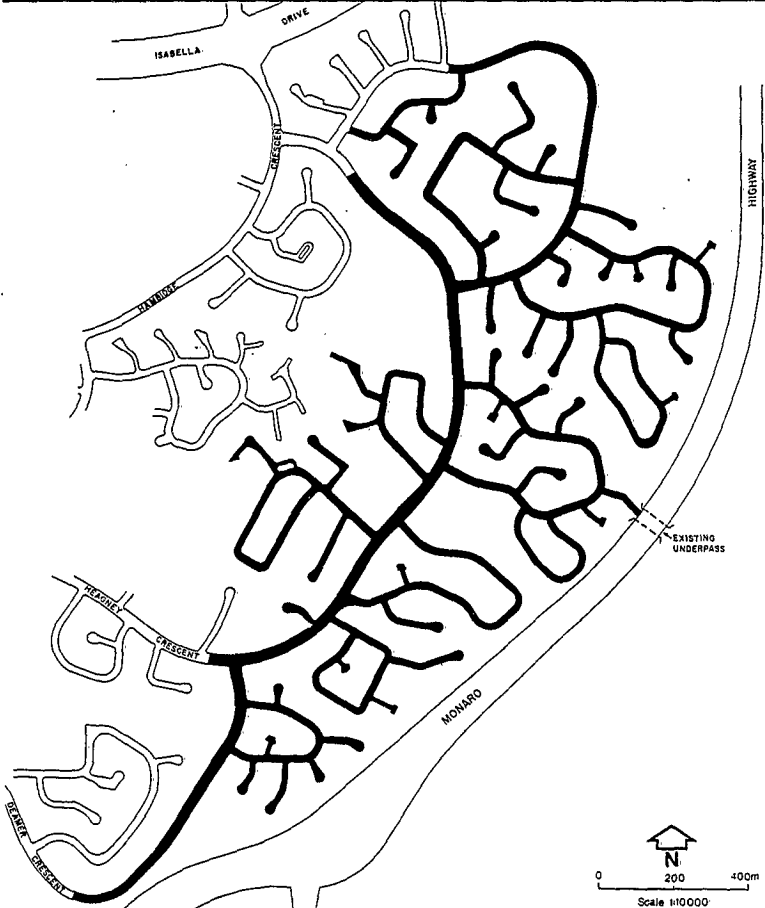 DRIVE
ISABELLA
CRESCENT
HIGHWAY
HAMBIDGE
EXISTING
UNDERPASS
HEAGNEY
CRESCENT
MONARO
DEAMER
CRESCENT
N
0 200 400m
Scale 1:10000